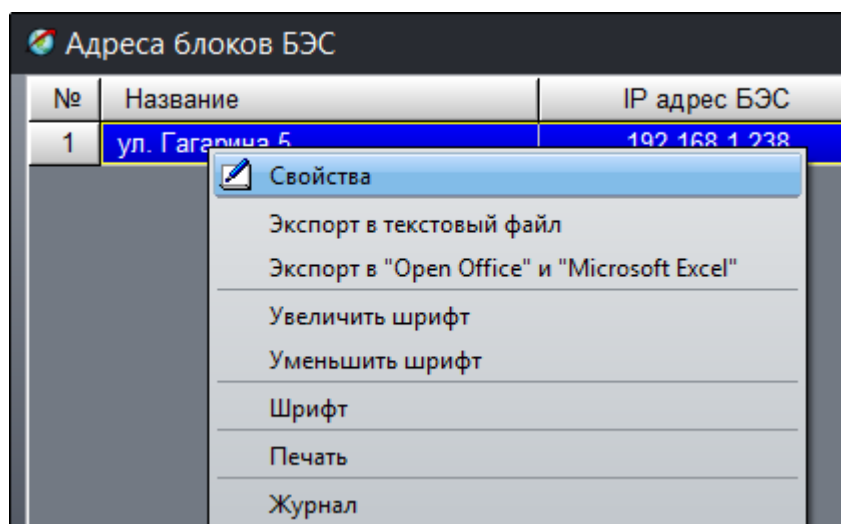 Адреса блоков БЭС
№ Название IP адрес БЭС
1 ул. Гагарина 5 192.168.1.238
Свойства
Экспорт в текстовый файл
Экспорт в "Open Office" и "Microsoft Excel"
Увеличить шрифт
Уменьшить шрифт
Шрифт
Печать
Журнал